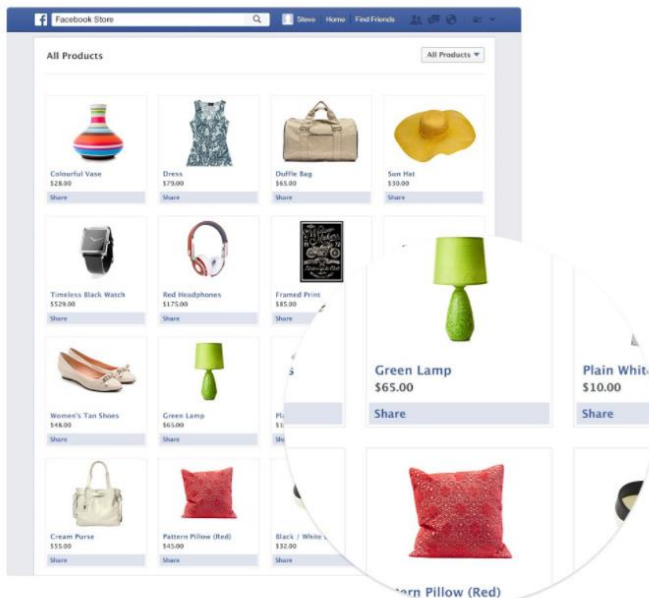 Facebook Store
Steve Home Find Friends
All Products
All Products
Colourful Vase
$28.00
Share
Dress
$79.00
Share
Duffle Bag
$65.00
Share
Sun Hat
$30.00
Share
Timeless Black Watch
$529.00
Share
Red Headphones
$175.00
Share
Framed Print
$85.00
Share
Women's Tan Shoes
$48.00
Share
Green Lamp
$65.00
Share
Cream Purse
$55.00
Share
Pattern Pillow (Red)
$45.00
Share
Black / White
$32.00
Share
Green Lamp
$65.00
Share
Plain
$10.00
Share
Pillow (Red)